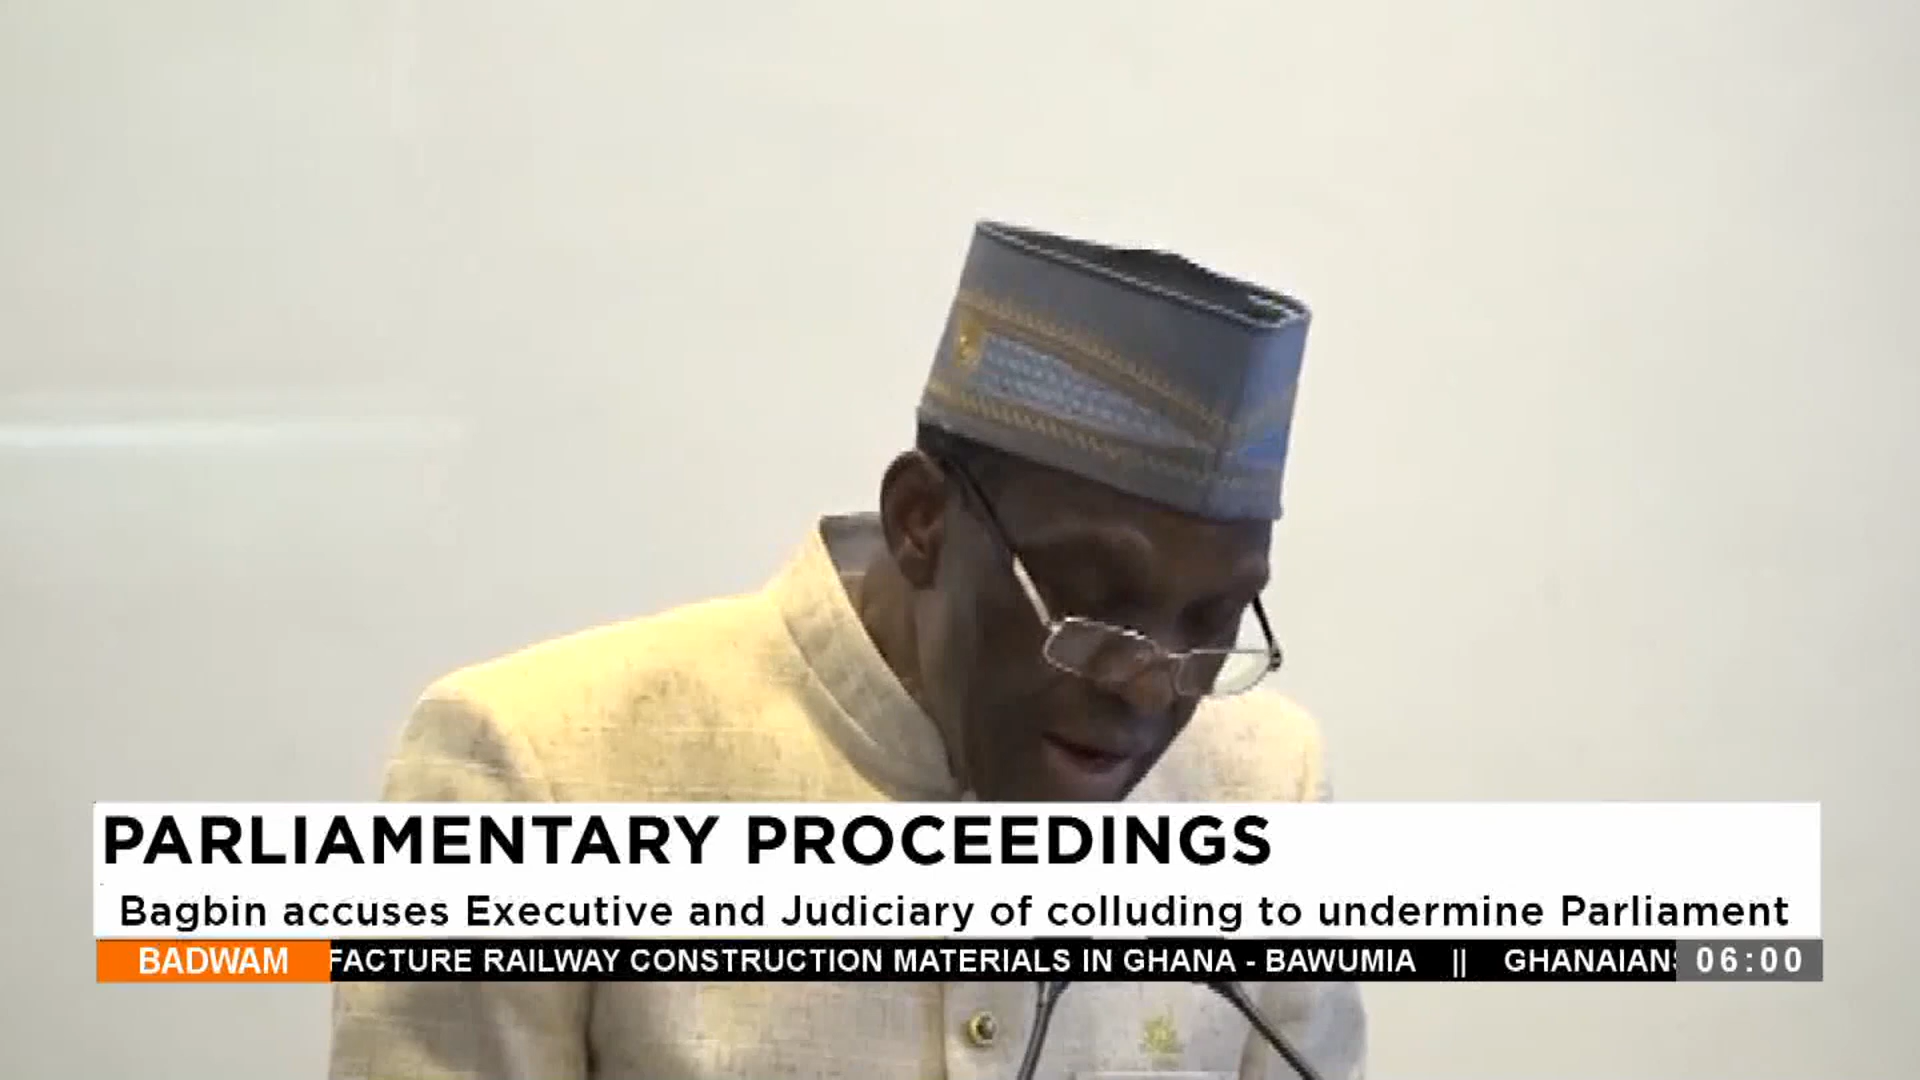 PARLIAMENTARY PROCEEDINGS
Bagbin accuses Executive and Judiciary of colluding to undermine Parliament
BADWAM FACTURE RAILWAY CONSTRUCTION MATERIALS IN GHANA - BAWUMIA || GHANAIANS 06:00